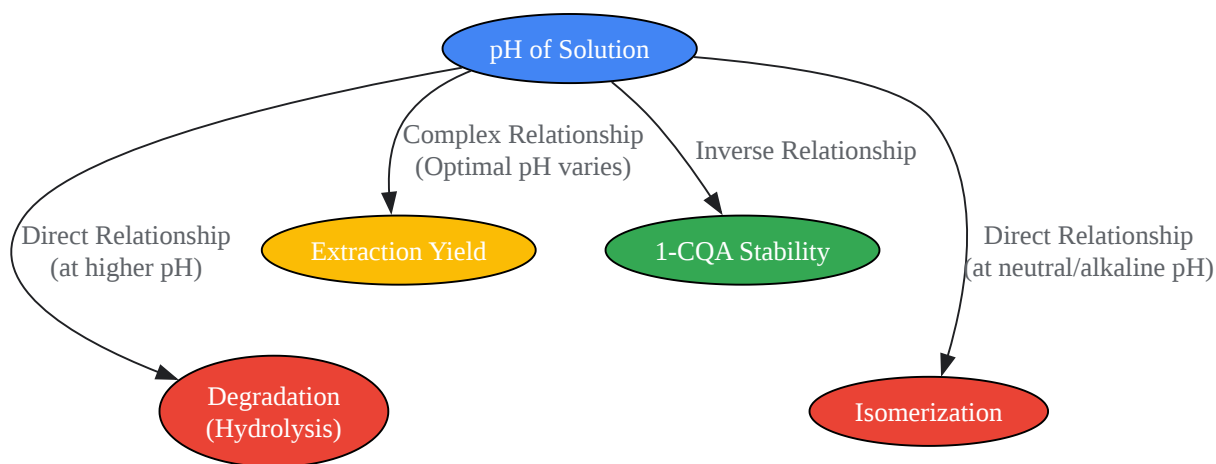 pH of Solution
Complex Relationship
(Optimal pH varies)
Inverse Relationship
Direct Relationship
(at higher pH)
Extraction Yield
1-CQA Stability
Direct Relationship
(at neutral/alkaline pH)
Degradation
(Hydrolysis)
Isomerization